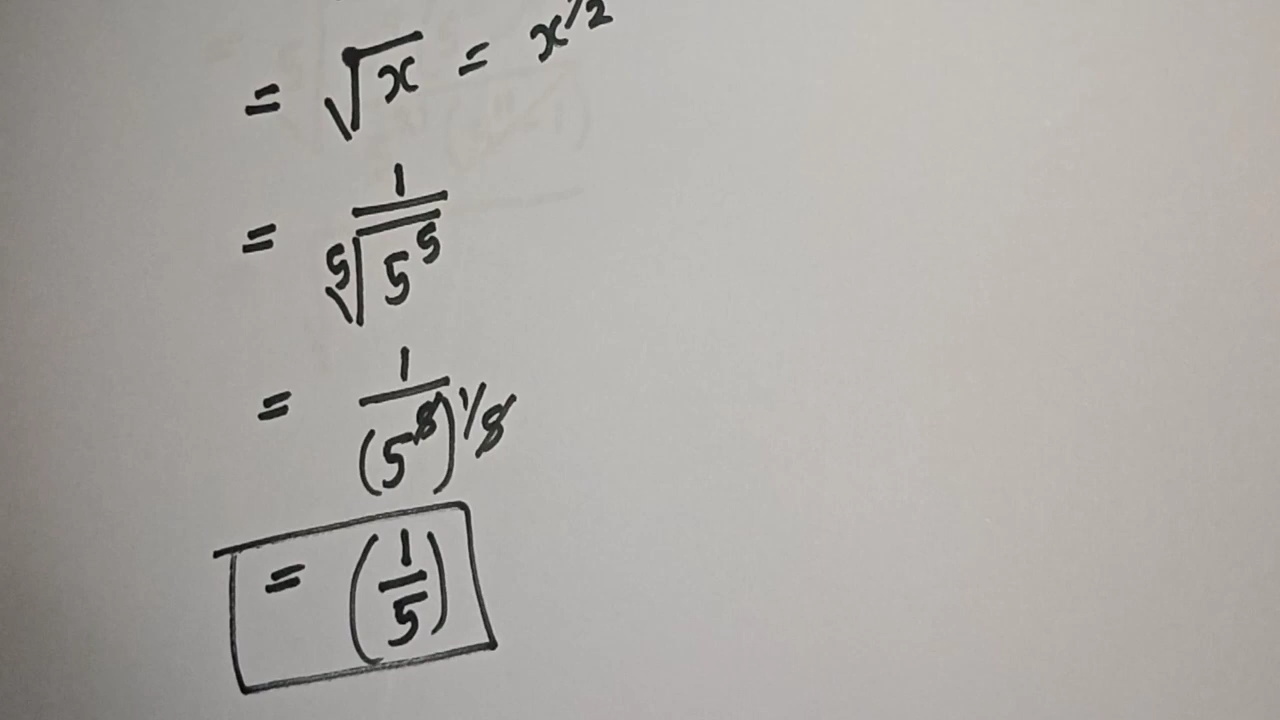 = √x = x^1/2
= 1/⁵√5⁵
= 1/(5⁵)^1/5
= (1/5)